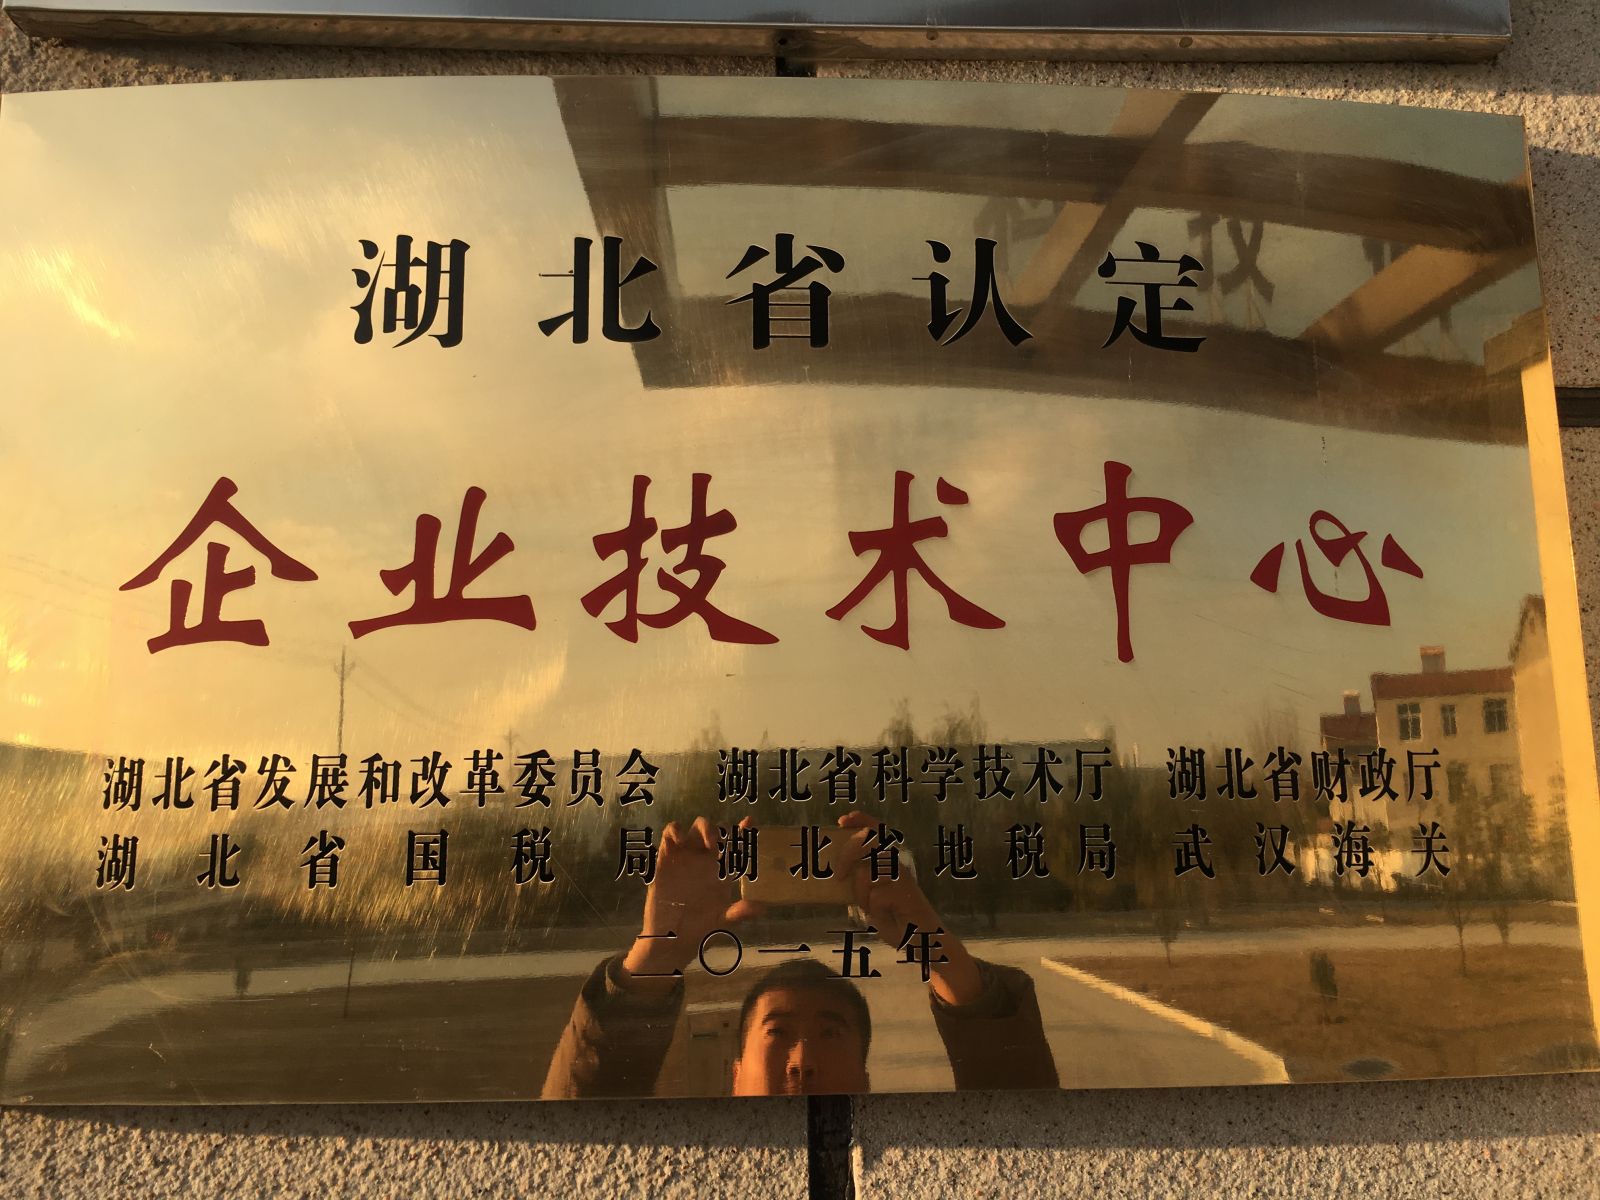 湖北省认定
企业技术中心
湖北省发展和改革委员会 湖北省科学技术厅 湖北省财政厅
湖北省国税局 湖北省地税局 武汉海关
二〇一五年